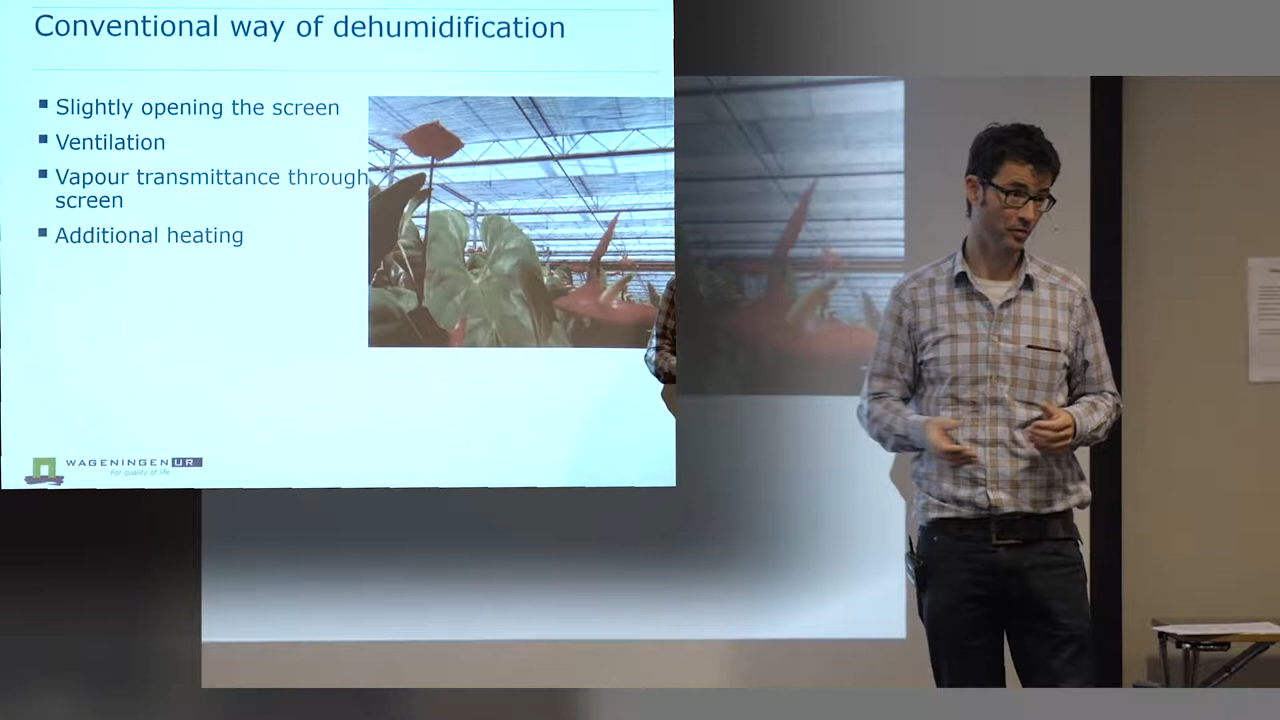 Conventional way of dehumidification
Slightly opening the screen
Ventilation
Vapour transmittance through
screen
Additional heating
WAGENINGEN UR
For quality of life